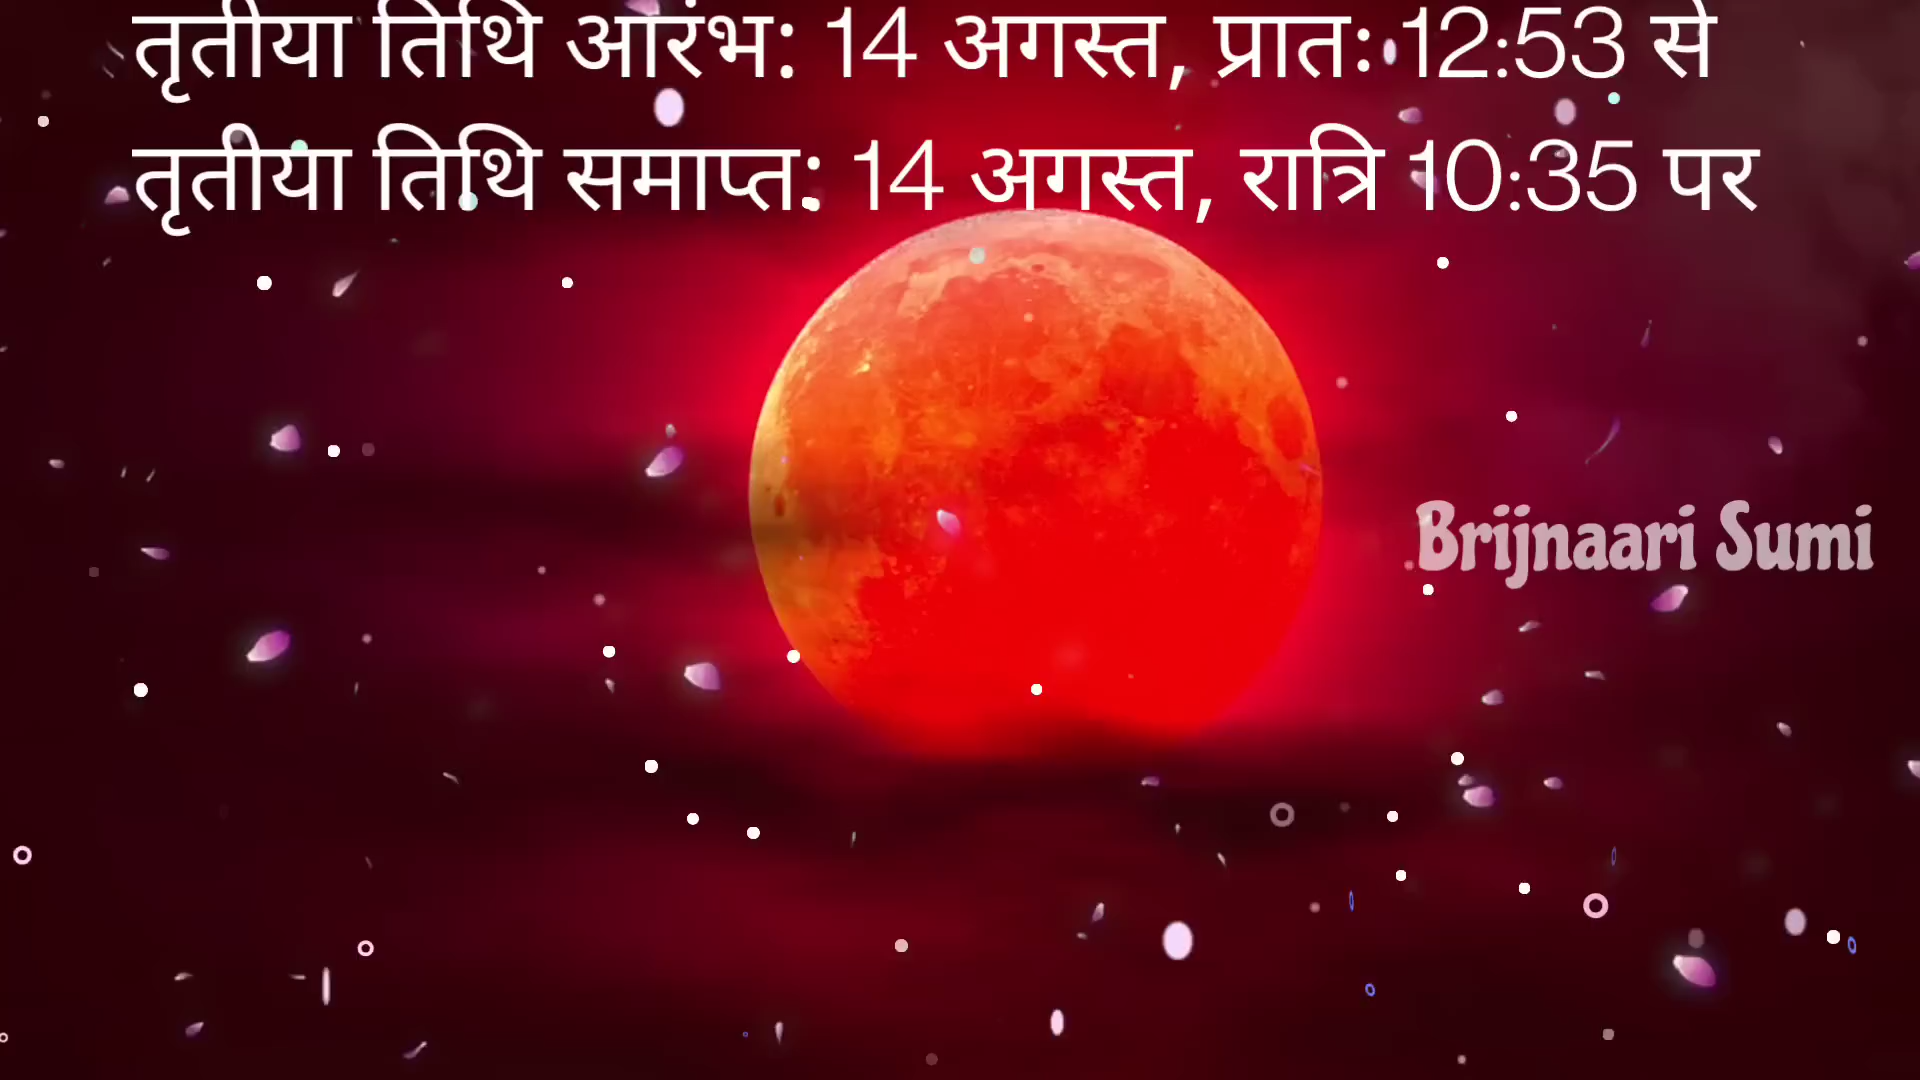 तृतीया तिथि आरंभ: 14 अगस्त, प्रातः 12:53 से
तृतीया तिथि समाप्त: 14 अगस्त, रात्रि 10:35 पर
Brijnaari Sumi